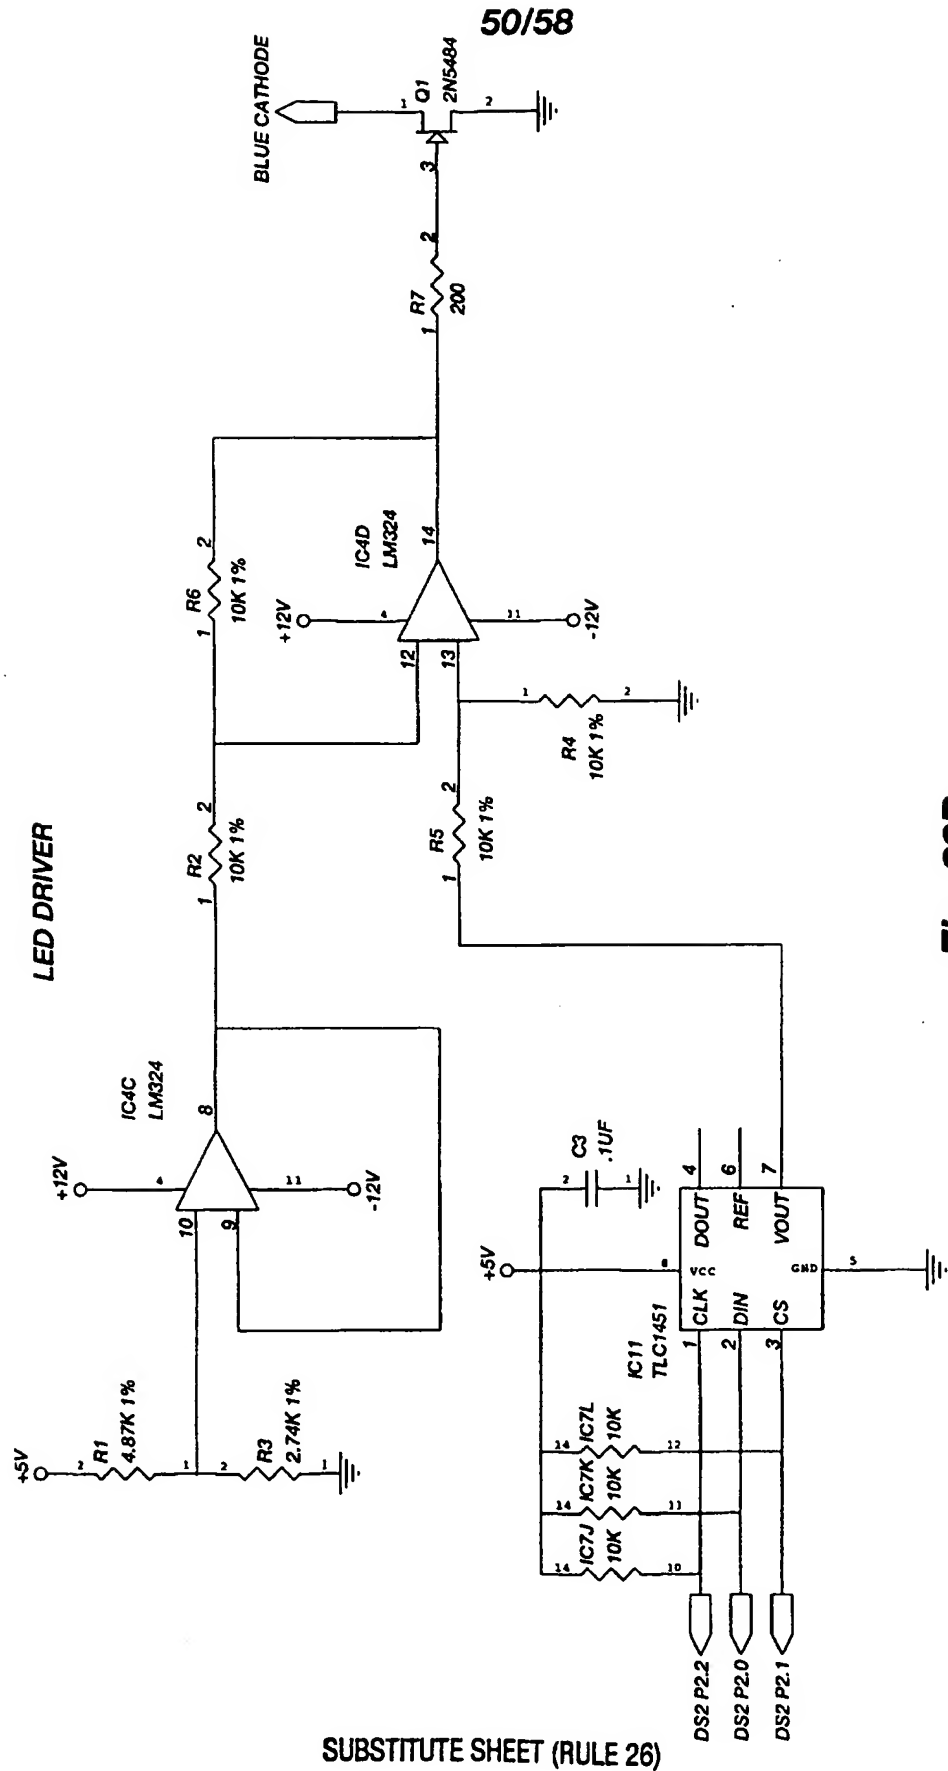 50/58
LED DRIVER
BLUE CATHODE
1
Q1
2N5484
2
3
2
R7
200
1
2
R6
10K 1%
1
IC4D
LM324
14
+12V
4
11
-12V
12
13
2
R2
10K 1%
1
1
2
R4
10K 1%
2
R5
10K 1%
1
IC4C
LM324
8
+12V
4
11
-12V
10
9
+5V
2
R1
4.87K 1%
1
2
R3
2.74K 1%
1
+5V
2
C3
.1UF
1
DOUT 4
REF 6
VOUT 7
8
VCC
GND
5
IC11
TLC1451
1 CLK
2 DIN
3 CS
14
IC7L
10K
12
14
IC7K
10K
11
14
IC7J
10K
10
DS2 P2.2
DS2 P2.0
DS2 P2.1
SUBSTITUTE SHEET (RULE 26)